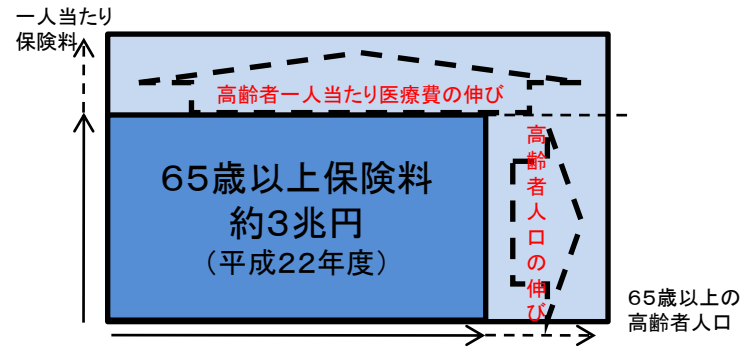 一人当たり
保険料
高齢者一人当たり医療費の伸び
65歳以上保険料
約3兆円
（平成22年度）
高齢者人口の伸び
65歳以上の
高齢者人口